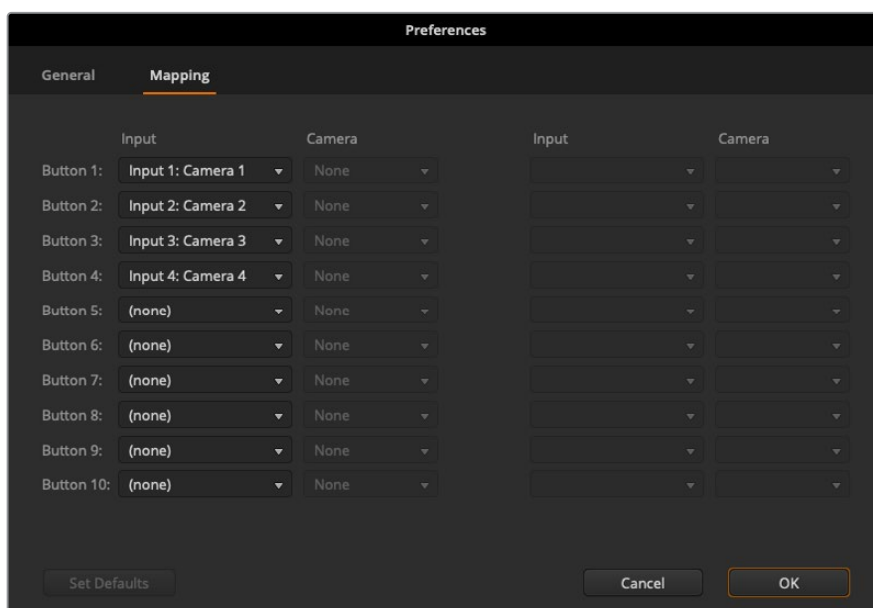 Preferences
General Mapping
Input Camera Input Camera
Button 1: Input 1: Camera 1 None
Button 2: Input 2: Camera 2 None
Button 3: Input 3: Camera 3 None
Button 4: Input 4: Camera 4 None
Button 5: (none) None
Button 6: (none) None
Button 7: (none) None
Button 8: (none) None
Button 9: (none) None
Button 10: (none) None
Set Defaults Cancel OK